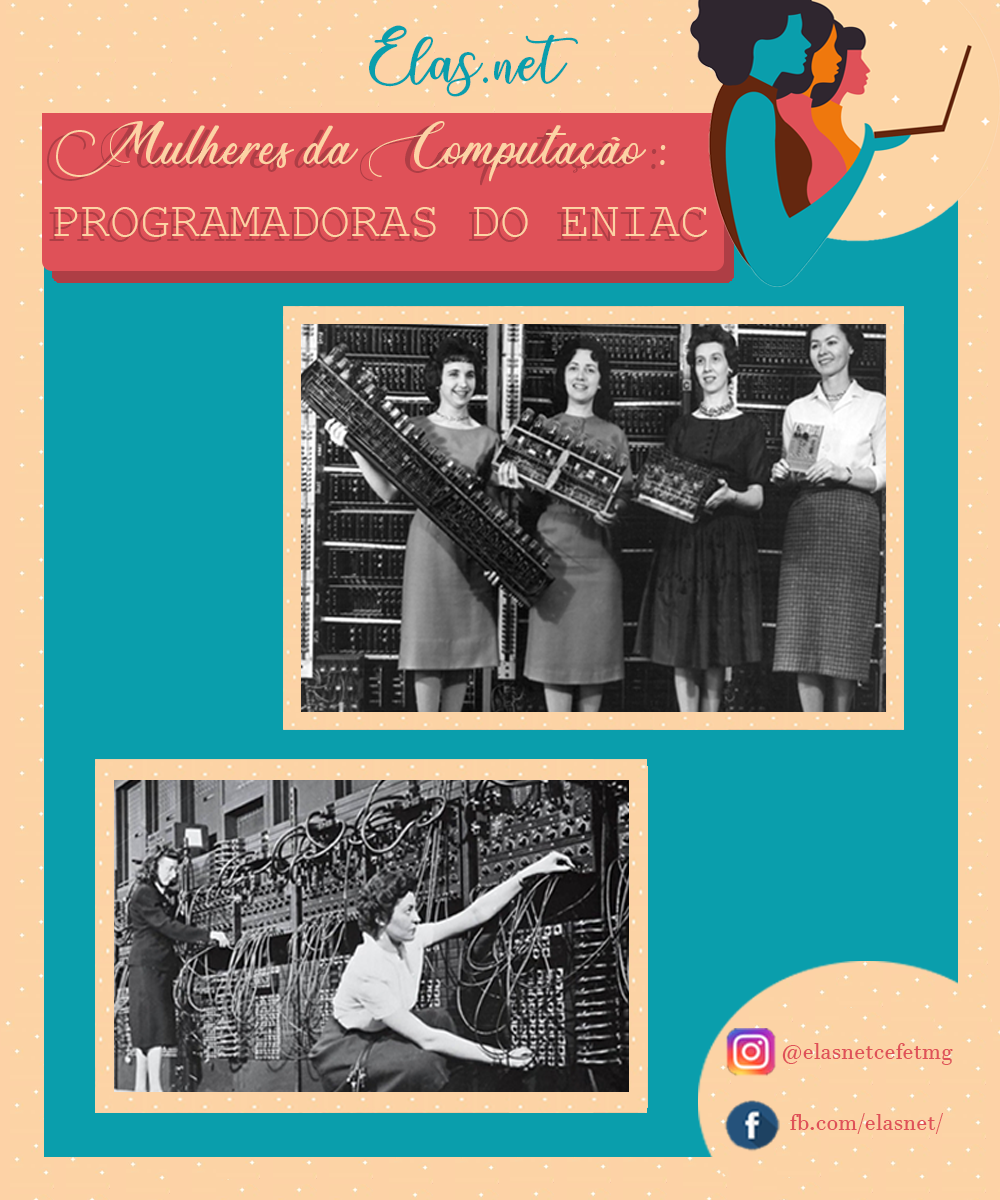 Elas.net
Mulheres da Computação :
PROGRAMADORAS DO ENIAC
@elasnetcefetmg
fb.com/elasnet/